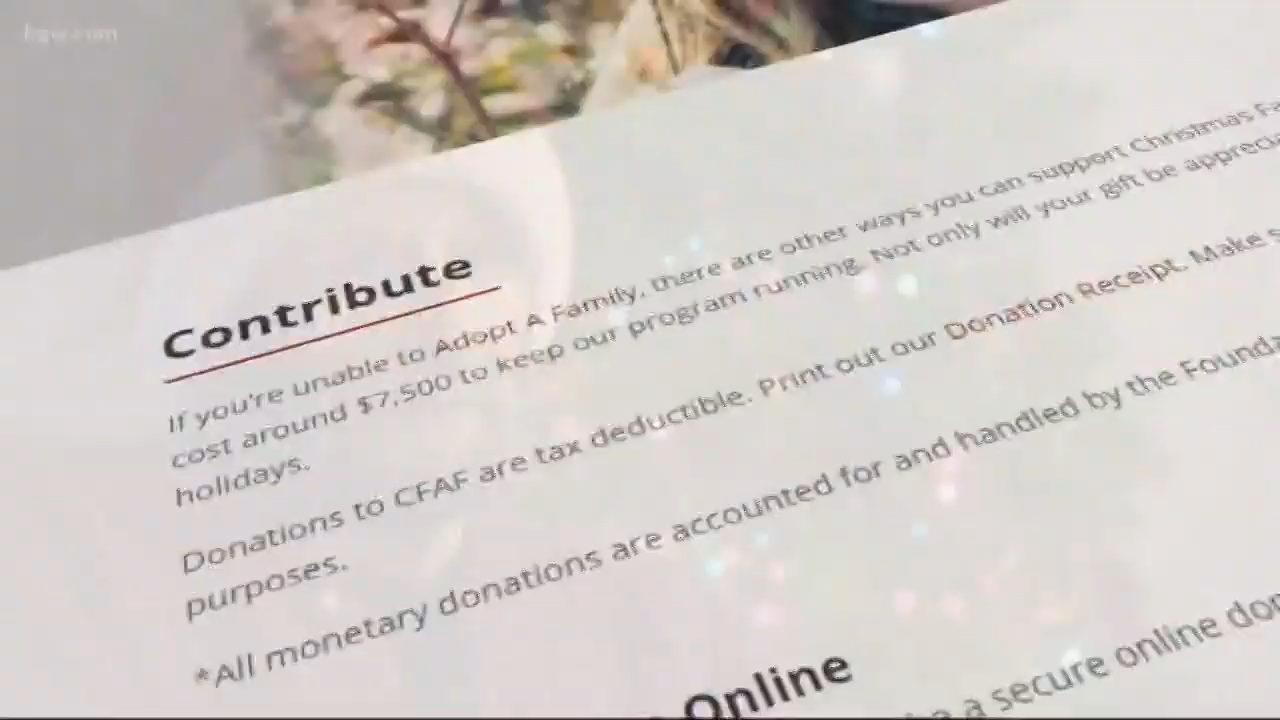 kgw.com
Contribute
If you're unable to Adopt A Family, there are other ways you can support Christmas
cost around $7,500 to keep our program running. Not only will your gift be
holidays.
Donations to CFAF are tax deductible. Print out our Donation Receipt. Make
purposes.
*All monetary donations are accounted for and handled by the
Online
a secure online